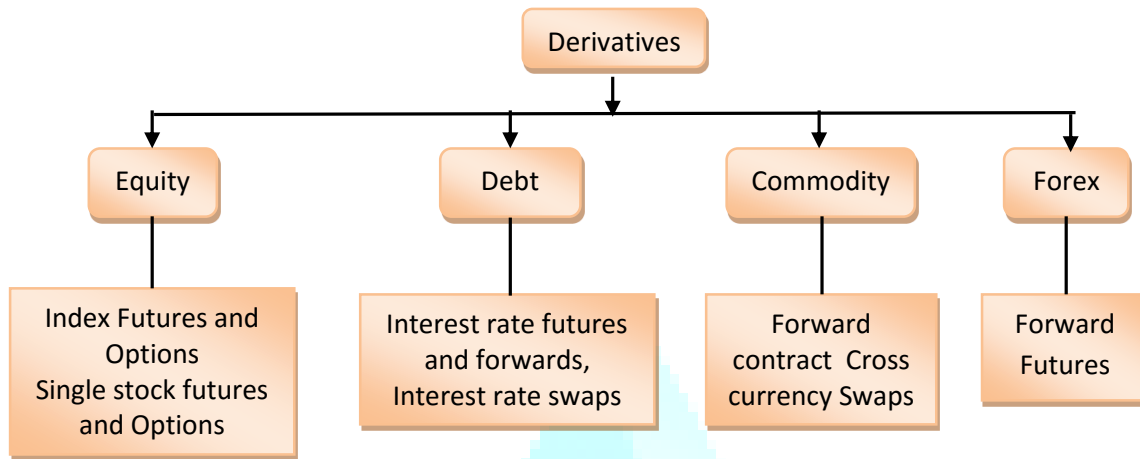 Derivatives
Equity
Debt
Commodity
Forex
Index Futures and
Options
Single stock futures
and Options
Interest rate futures
and forwards,
Interest rate swaps
Forward
contract Cross
currency Swaps
Forward
Futures